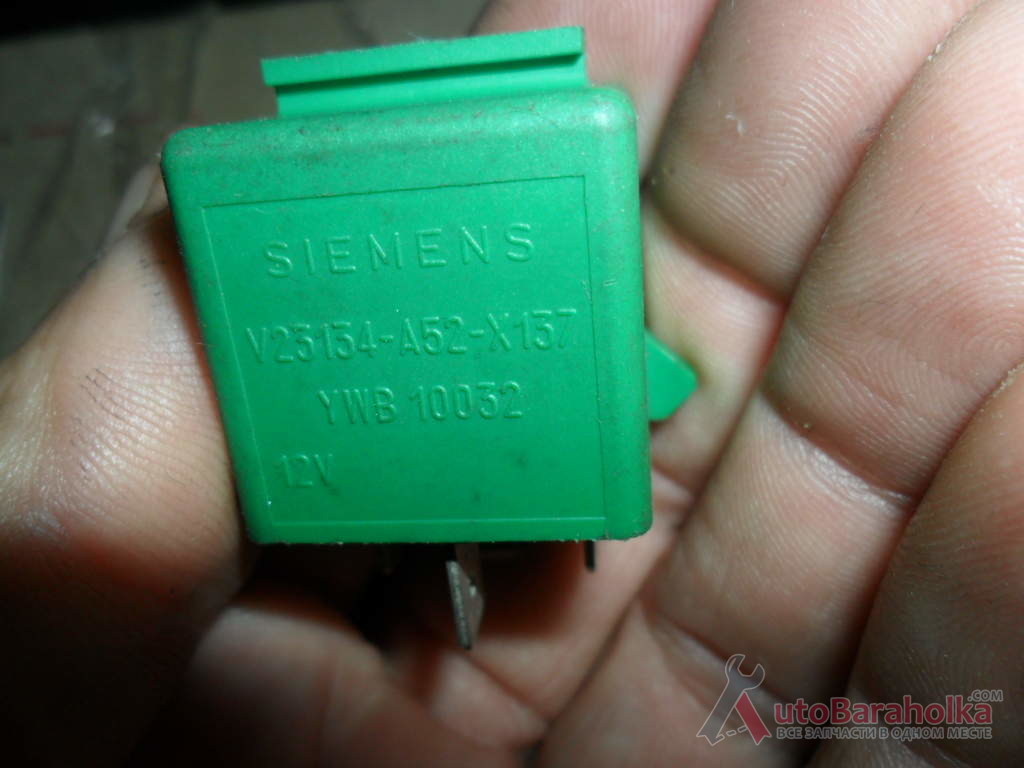 SIEMENS
V23134-A52-X137
YWB 10032
12V
AutoBaraholka.COM
ВСЕ ЗАПЧАСТИ В ОДНОМ МЕСТЕ